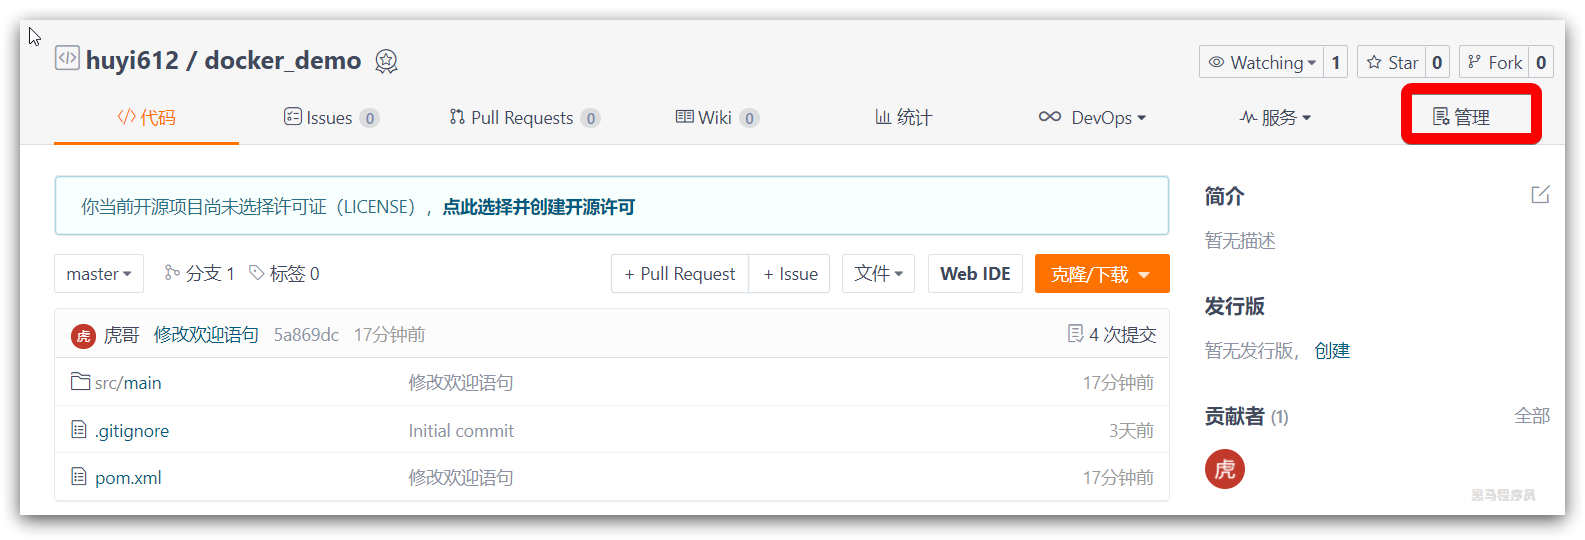 huyi612 / docker_demo
Watching 1 Star 0 Fork 0
代码 Issues 0 Pull Requests 0 Wiki 0 统计 DevOps 服务 管理
你当前开源项目尚未选择许可证（LICENSE），点此选择并创建开源许可
master 分支 1 标签 0 + Pull Request + Issue 文件 Web IDE 克隆/下载
虎 虎哥 修改欢迎语句 5a869dc 17分钟前 4 次提交
src/main 修改欢迎语句 17分钟前
.gitignore Initial commit 3天前
pom.xml 修改欢迎语句 17分钟前
简介
暂无描述
发行版
暂无发行版，创建
贡献者 (1) 全部
虎
黑马程序员